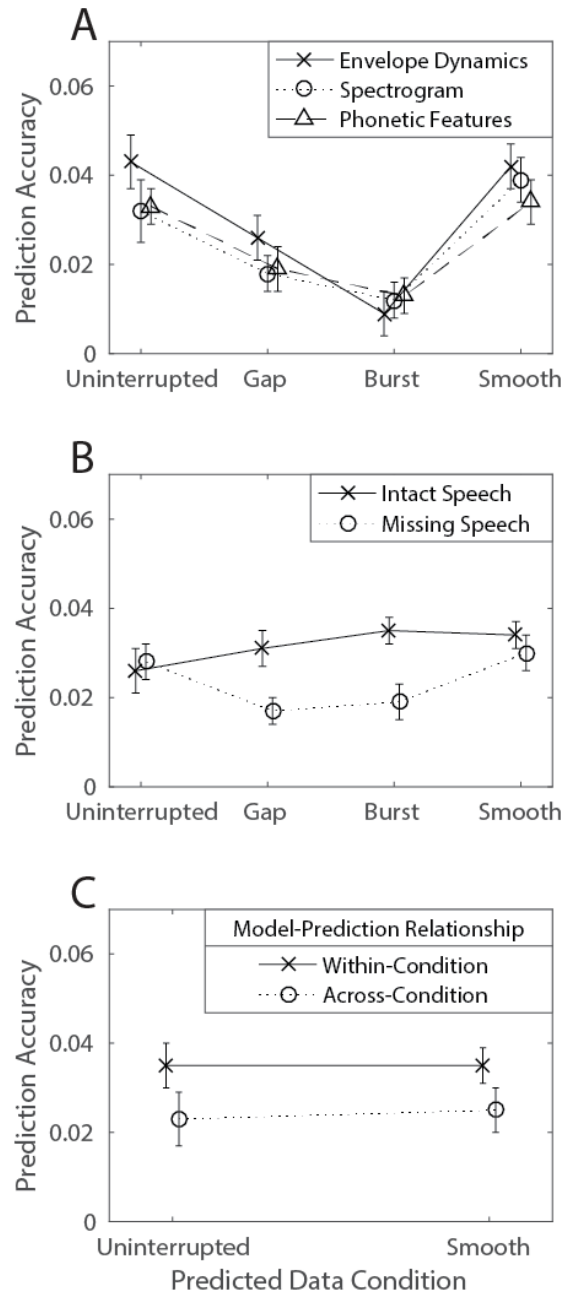 A
Envelope Dynamics
Spectrogram
Phonetic Features
Prediction Accuracy
0.06
0.04
0.02
0
Uninterrupted Gap Burst Smooth
B
Intact Speech
Missing Speech
Prediction Accuracy
0.06
0.04
0.02
0
Uninterrupted Gap Burst Smooth
C
Model-Prediction Relationship
Within-Condition
Across-Condition
Prediction Accuracy
0.06
0.04
0.02
0
Uninterrupted Smooth
Predicted Data Condition